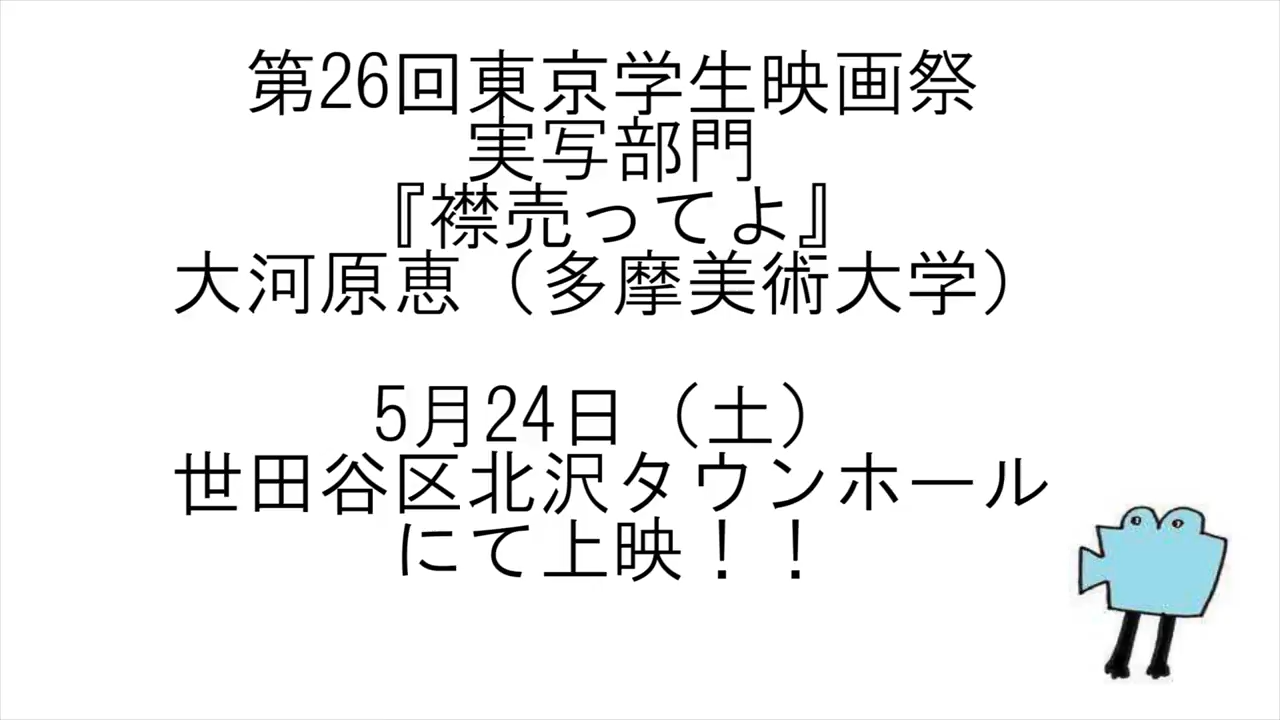 第26回東京学生映画祭
実写部門
『襟売ってよ』
大河原恵（多摩美術大学）
5月24日（土）
世田谷区北沢タウンホール
にて上映！！